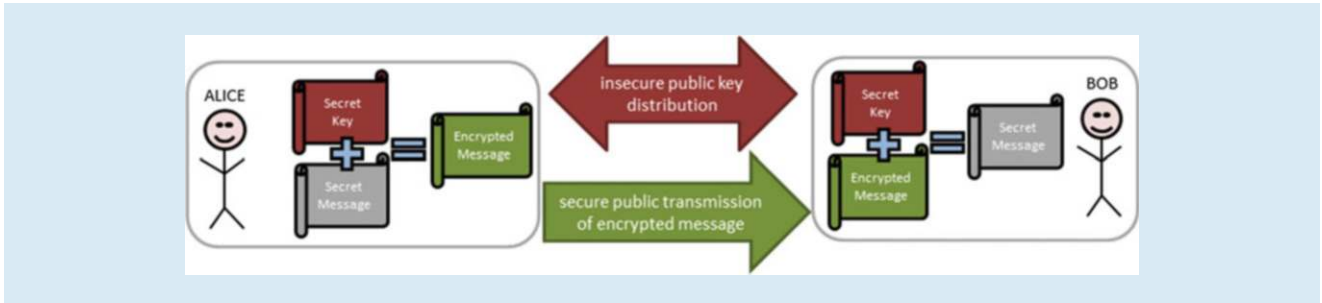 ALICE
Secret
Key
Secret
Message
Encrypted
Message
insecure public key
distribution
secure public transmission
of encrypted message
Secret
Key
Encrypted
Message
Secret
Message
BOB